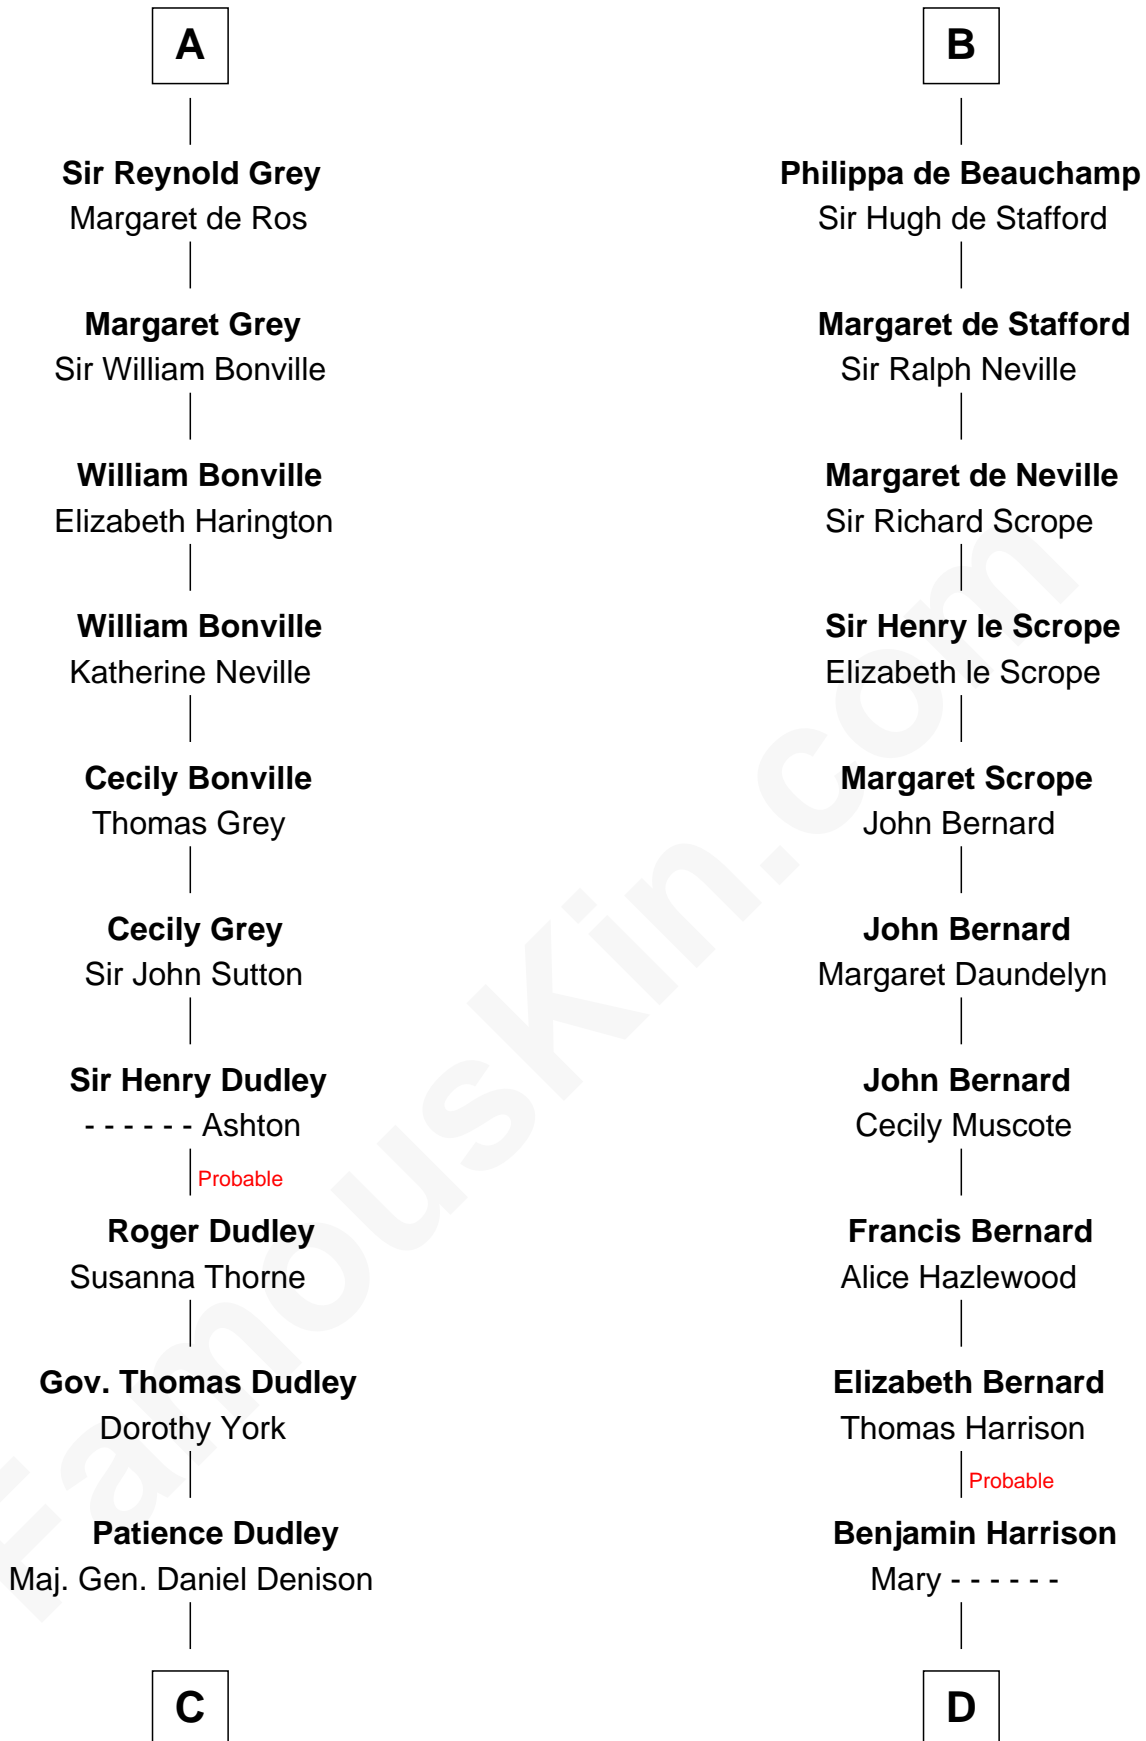 A
Sir Reynold Grey
Margaret de Ros
Margaret Grey
Sir William Bonville
William Bonville
Elizabeth Harington
William Bonville
Katherine Neville
Cecily Bonville
Thomas Grey
Cecily Grey
Sir John Sutton
Sir Henry Dudley
- - - - - - Ashton
Probable
Roger Dudley
Susanna Thorne
Gov. Thomas Dudley
Dorothy York
Patience Dudley
Maj. Gen. Daniel Denison
C
B
Philippa de Beauchamp
Sir Hugh de Stafford
Margaret de Stafford
Sir Ralph Neville
Margaret de Neville
Sir Richard Scrope
Sir Henry le Scrope
Elizabeth le Scrope
Margaret Scrope
John Bernard
John Bernard
Margaret Daundelyn
John Bernard
Cecily Muscote
Francis Bernard
Alice Hazlewood
Elizabeth Bernard
Thomas Harrison
Probable
Benjamin Harrison
Mary - - - - - -
D
FamousKin.com